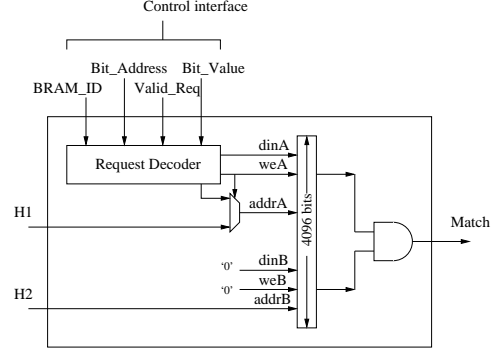 Control interface
Bit_Address Bit_Value
BRAM_ID Valid_Req
Request Decoder
dinA
weA
addrA
H1
4096 bits
Match
'0' dinB
'0' weB
H2 addrB